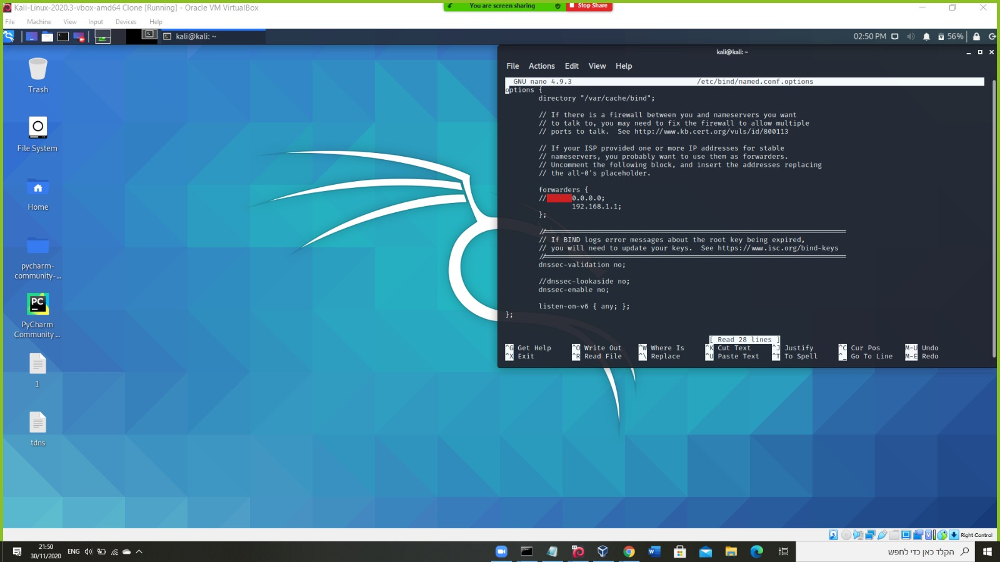 Kali-Linux-2020.3-vbox-amd64 Clone [Running] - Oracle VM VirtualBox
You are screen sharing
Stop Share
File Machine View Input Devices Help
kali@kali: ~
02:50 PM
56%
Trash
File System
Home
pycharm-
community-...
PC
PyCharm
Community ...
1
tdns
kali@kali: ~
File Actions Edit View Help
GNU nano 4.9.3 /etc/bind/named.conf.options
options {
directory "/var/cache/bind";
// If there is a firewall between you and nameservers you want
// to talk to, you may need to fix the firewall to allow multiple
// ports to talk.  See http://www.kb.cert.org/vuls/id/800113
// If your ISP provided one or more IP addresses for stable
// nameservers, you probably want to use them as forwarders.
// Uncomment the following block, and insert the addresses replacing
// the all-0's placeholder.
forwarders {
// 0.0.0.0;
192.168.1.1;
};
//========================================================================
// If BIND logs error messages about the root key being expired,
// you will need to update your keys.  See https://www.isc.org/bind-keys
//========================================================================
dnssec-validation no;
//dnssec-lookaside no;
dnssec-enable no;
listen-on-v6 { any; };
};
[ Read 28 lines ]
^G Get Help ^O Write Out ^W Where Is ^K Cut Text ^J Justify ^C Cur Pos M-U Undo
^X Exit ^R Read File ^\ Replace ^U Paste Text ^T To Spell ^_ Go To Line M-E Redo
Right Control
21:50
30/11/2020
ENG
הקלד כאן כדי לחפש